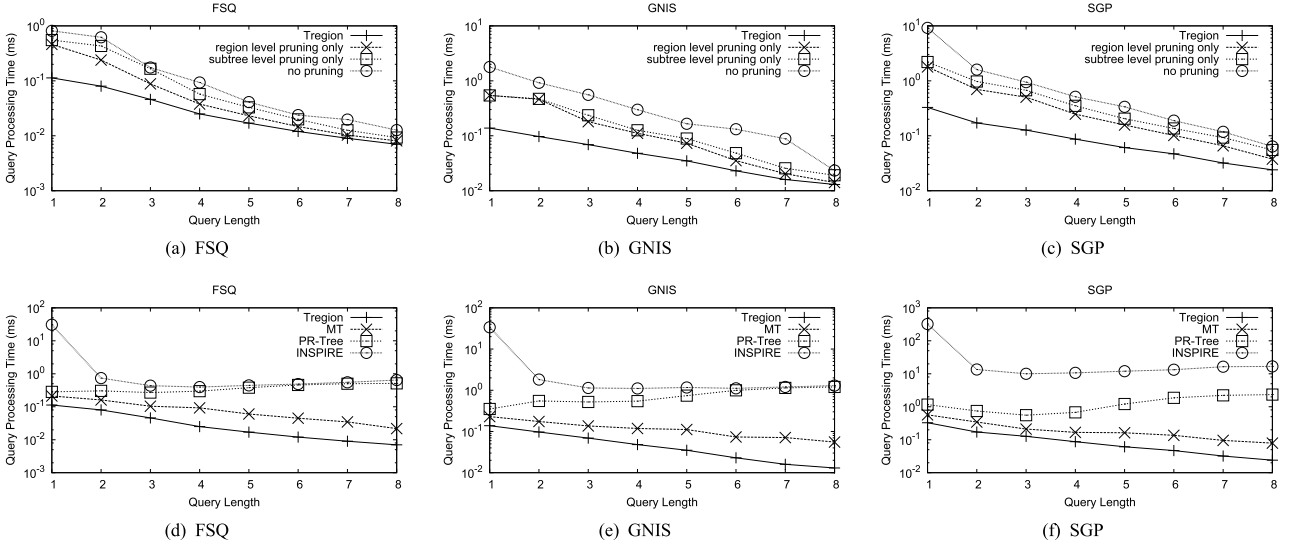 FSQ
Query Processing Time (ms)
10^0
10^-1
10^-2
10^-3
Tregion
region level pruning only
subtree level pruning only
no pruning
1 2 3 4 5 6 7 8
Query Length
(a) FSQ
GNIS
Query Processing Time (ms)
10^1
10^0
10^-1
10^-2
Tregion
region level pruning only
subtree level pruning only
no pruning
1 2 3 4 5 6 7 8
Query Length
(b) GNIS
SGP
Query Processing Time (ms)
10^1
10^0
10^-1
10^-2
Tregion
region level pruning only
subtree level pruning only
no pruning
1 2 3 4 5 6 7 8
Query Length
(c) SGP
FSQ
Query Processing Time (ms)
10^2
10^1
10^0
10^-1
10^-2
10^-3
Tregion
MT
PR-Tree
INSPIRE
1 2 3 4 5 6 7 8
Query Length
(d) FSQ
GNIS
Query Processing Time (ms)
10^2
10^1
10^0
10^-1
10^-2
Tregion
MT
PR-Tree
INSPIRE
1 2 3 4 5 6 7 8
Query Length
(e) GNIS
SGP
Query Processing Time (ms)
10^3
10^2
10^1
10^0
10^-1
10^-2
Tregion
MT
PR-Tree
INSPIRE
1 2 3 4 5 6 7 8
Query Length
(f) SGP